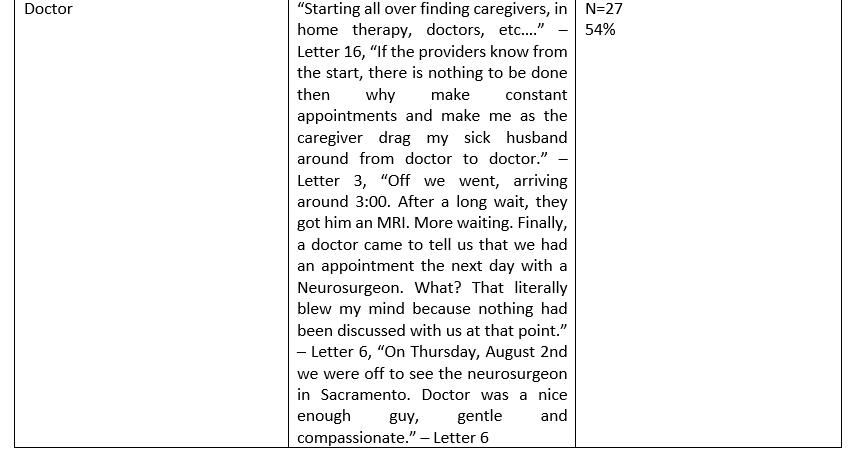 Doctor
“Starting all over finding caregivers, in
home therapy, doctors, etc….” –
Letter 16, “If the providers know from
the start, there is nothing to be done
then why make constant
appointments and make me as the
caregiver drag my sick husband
around from doctor to doctor.” –
Letter 3, “Off we went, arriving
around 3:00. After a long wait, they
got him an MRI. More waiting. Finally,
a doctor came to tell us that we had
an appointment the next day with a
Neurosurgeon. What? That literally
blew my mind because nothing had
been discussed with us at that point.”
– Letter 6, “On Thursday, August 2nd
we were off to see the neurosurgeon
in Sacramento. Doctor was a nice
enough guy, gentle and
compassionate.” – Letter 6
N=27
54%